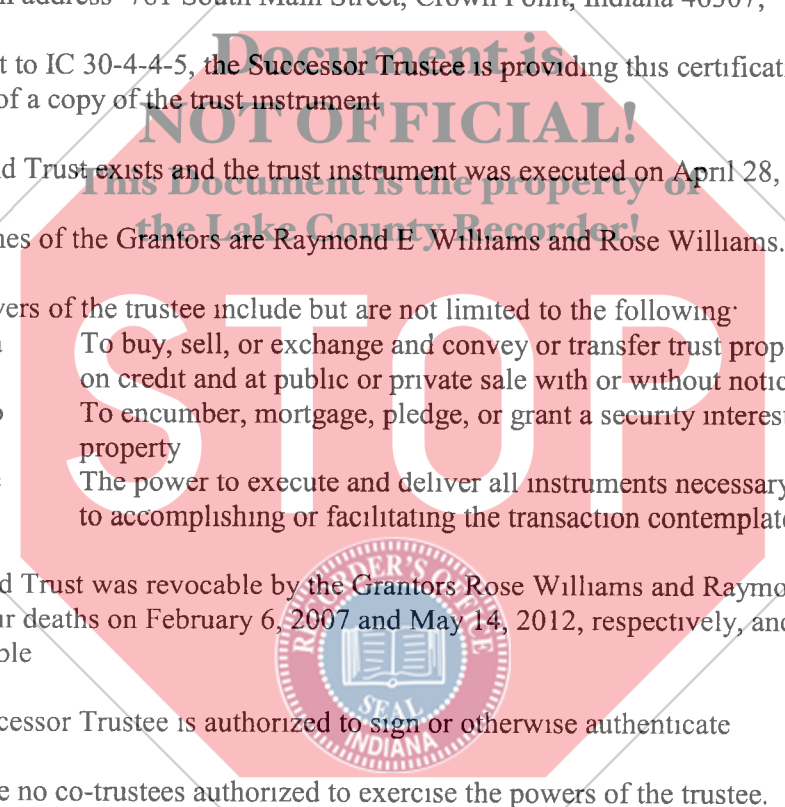 address 701 South Main Street, Crown Point, Indiana 46307,
Document is
t to IC 30-4-4-5, the Successor Trustee is providing this certificati
of a copy of the trust instrument
NOT OFFICIAL!
d Trust exists and the trust instrument was executed on April 28,
This Document is the property of
the Lake County Recorder!
nes of the Grantors are Raymond E Williams and Rose Williams.
vers of the trustee include but are not limited to the following·
To buy, sell, or exchange and convey or transfer trust prop
on credit and at public or private sale with or without notic
To encumber, mortgage, pledge, or grant a security interest
property
The power to execute and deliver all instruments necessary
to accomplishing or facilitating the transaction contemplate
STOP
d Trust was revocable by the Grantors Rose Williams and Raymo
ir deaths on February 6, 2007 and May 14, 2012, respectively, and
ble
RECORDER'S OFFICE
SEAL
INDIANA
cessor Trustee is authorized to sign or otherwise authenticate
e no co-trustees authorized to exercise the powers of the trustee.